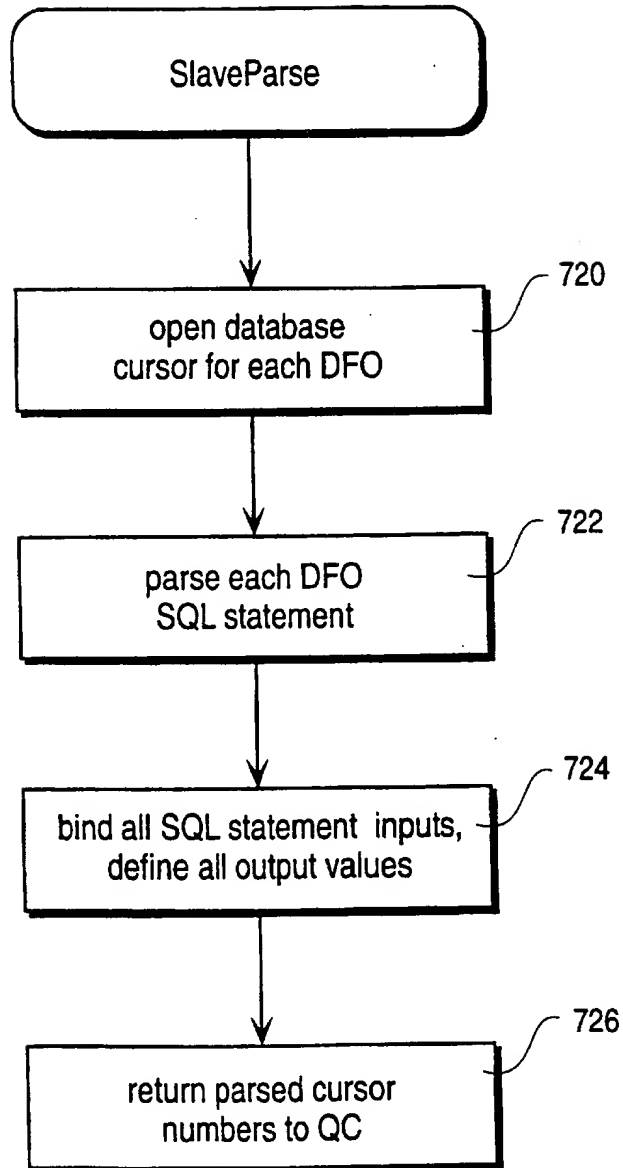 SlaveParse
720
open database
cursor for each DFO
722
parse each DFO
SQL statement
724
bind all SQL statement inputs,
define all output values
726
return parsed cursor
numbers to QC